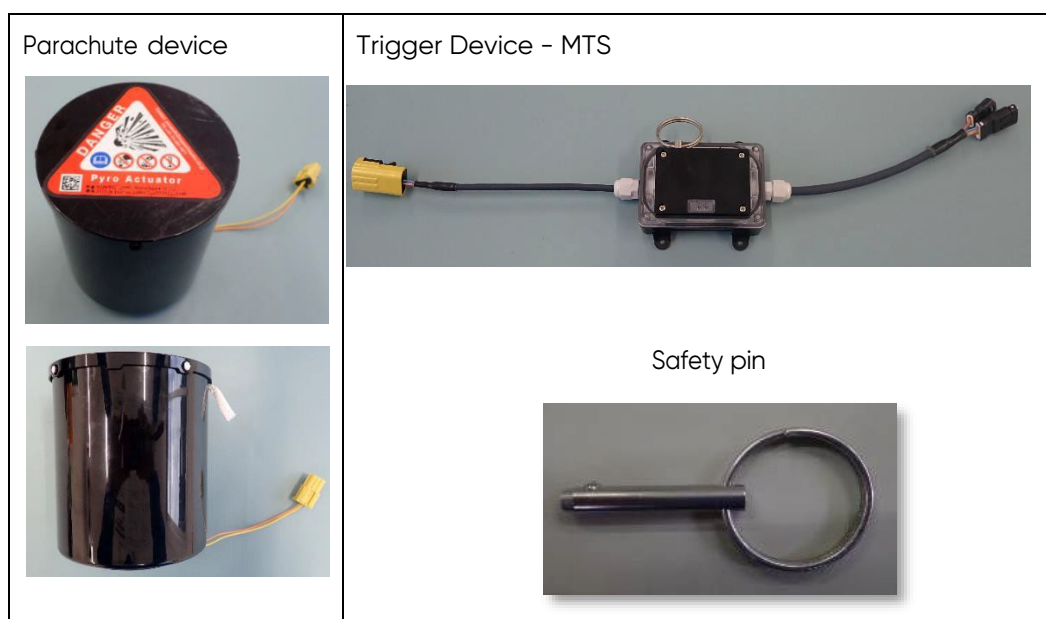 Parachute device
Trigger Device - MTS
DANGER
Pyro Actuator
Safety pin